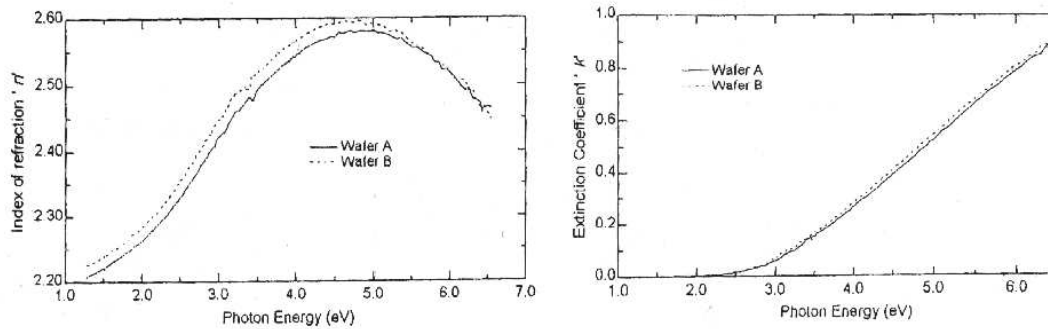 Index of refraction ' n'
2.60
2.50
2.40
2.30
2.20
Wafer A
Wafer B
1.0 2.0 3.0 4.0 5.0 6.0 7.0
Photon Energy (eV)
Extinction Coefficient ' k'
1.0
0.8
0.6
0.4
0.2
0.0
Wafer A
Wafer B
1.0 2.0 3.0 4.0 5.0 6.0
Photon Energy (eV)